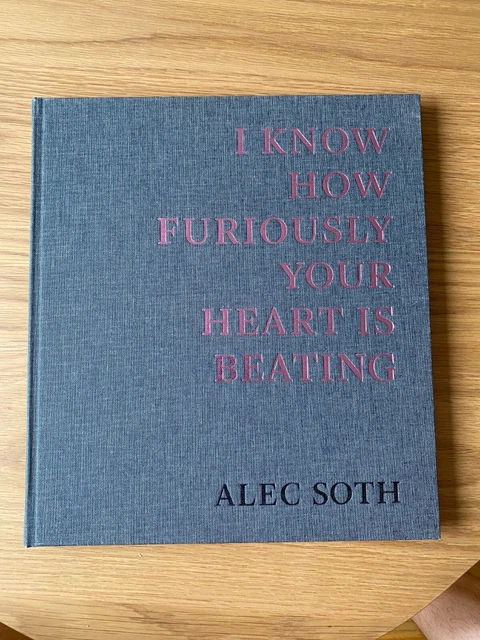 I KNOW
HOW
FURIOUSLY
YOUR
HEART IS
BEATING
ALEC SOTH